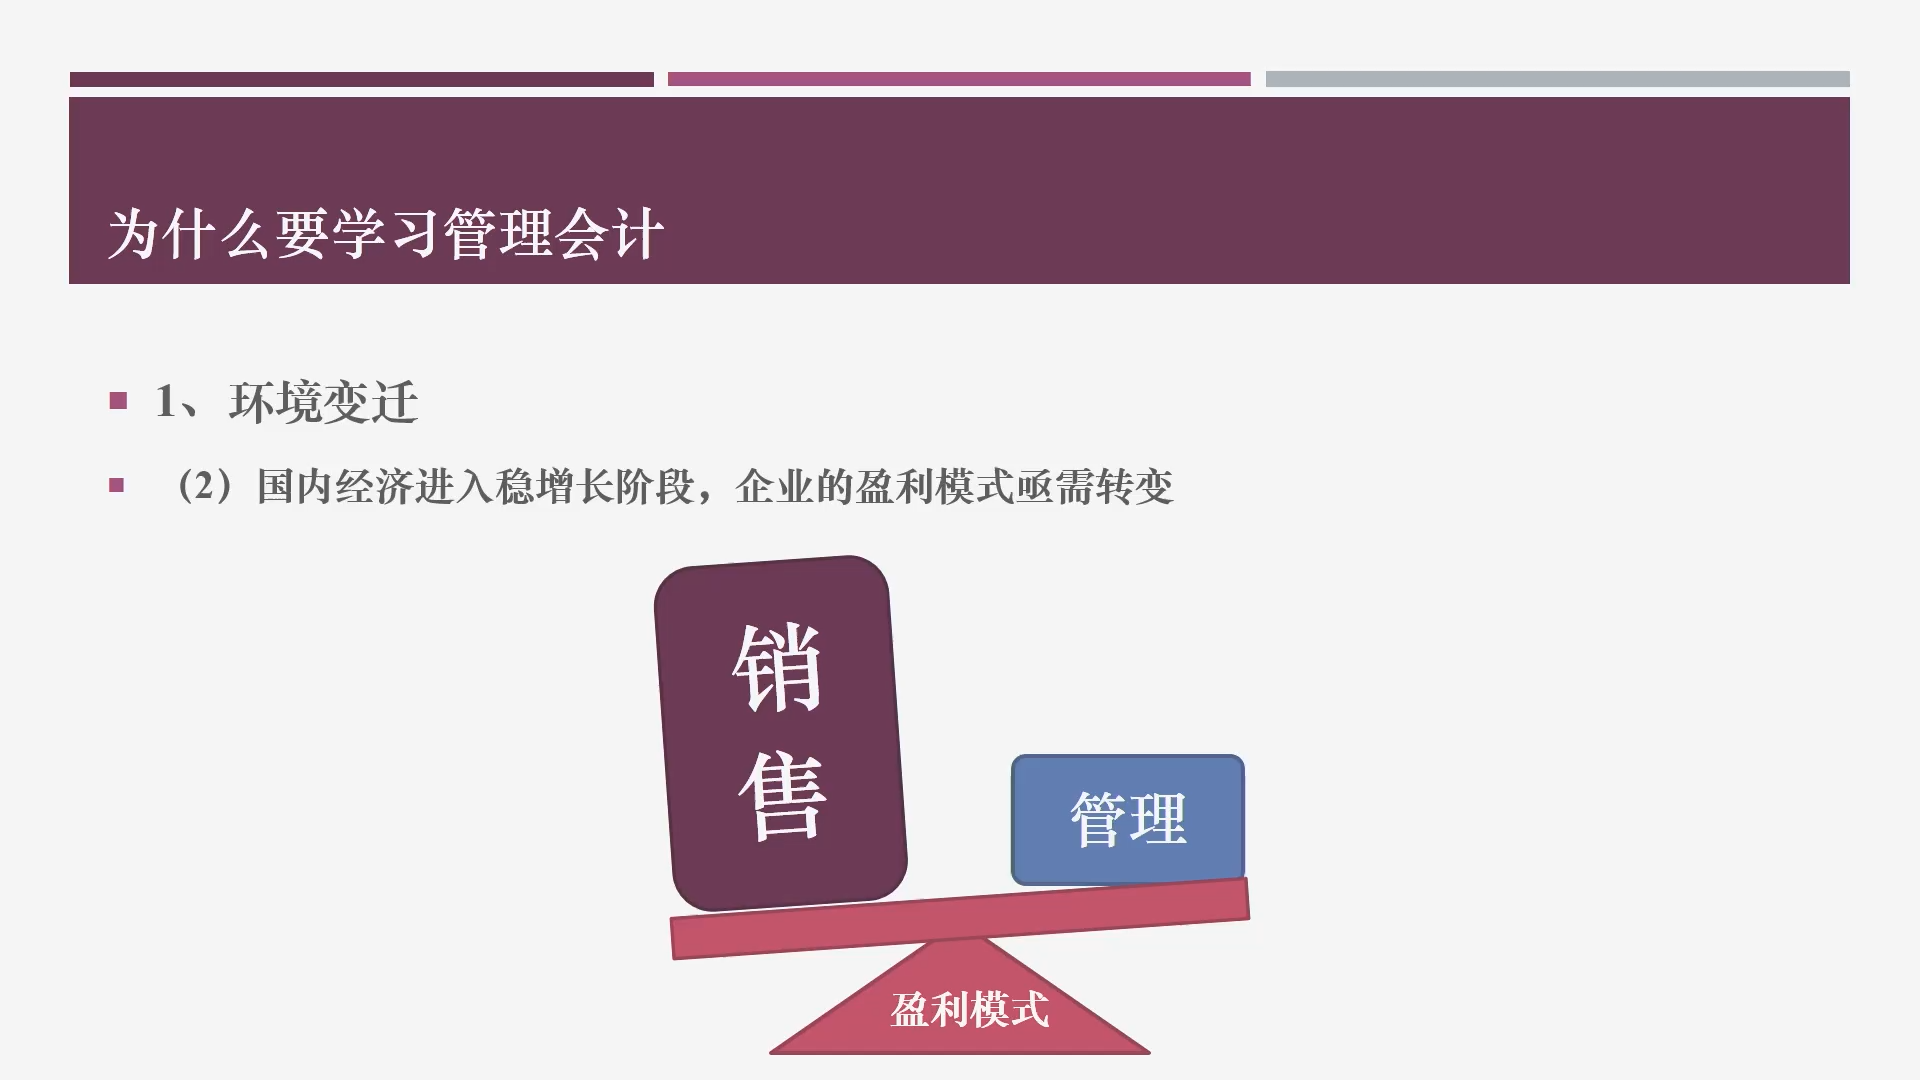 为什么要学习管理会计
1、环境变迁
（2）国内经济进入稳增长阶段，企业的盈利模式亟需转变
销
售
管理
盈利模式